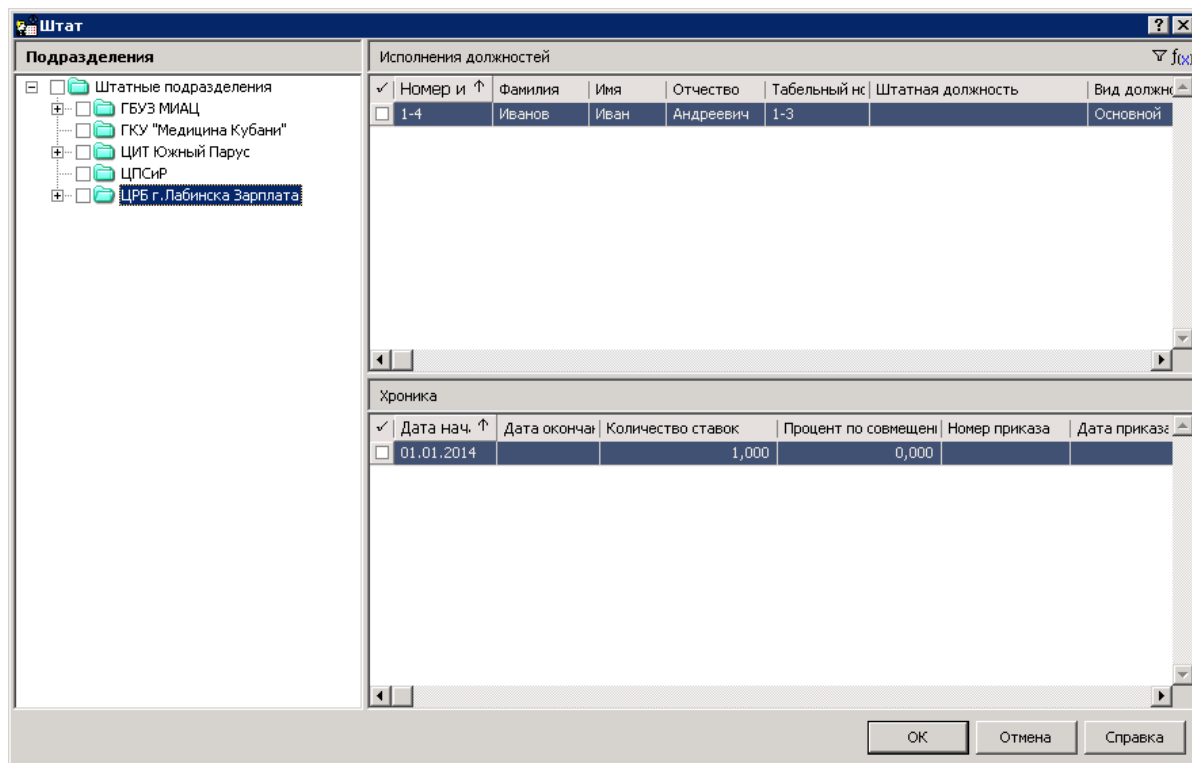 Штат
Подразделения
Штатные подразделения
ГБУЗ МИАЦ
ГКУ "Медицина Кубани"
ЦИТ Южный Парус
ЦПСиР
ЦРБ г.Лабинска Зарплата
Исполнения должностей
f(x)
Номер и Фамилия Имя Отчество Табельный но Штатная должность Вид должно
1-4 Иванов Иван Андреевич 1-3 Основной
Хроника
Дата нач. Дата окончан Количество ставок Процент по совмещени Номер приказа Дата приказа
01.01.2014 1,000 0,000
ОК Отмена Справка